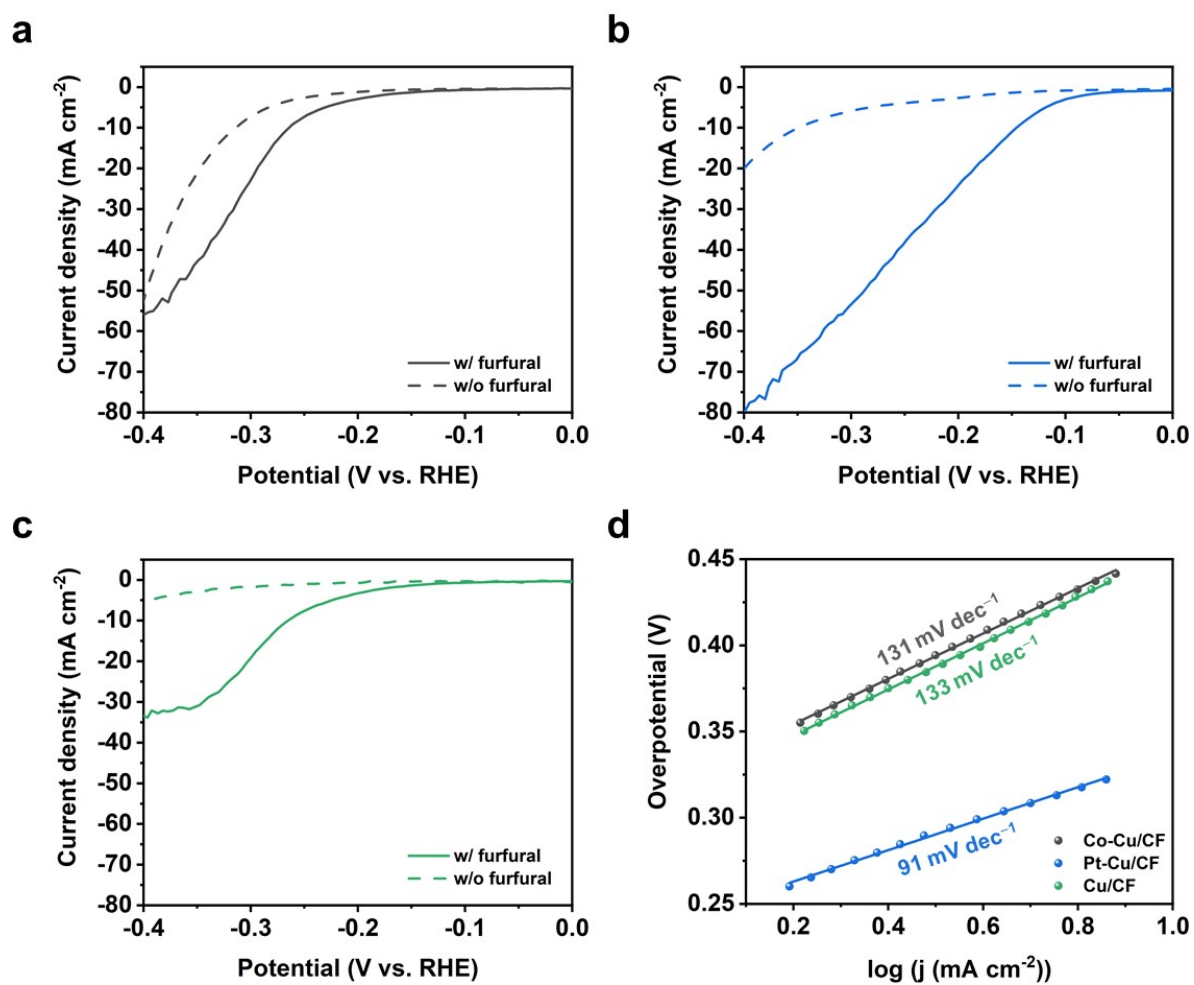 a
0
-10
-20
-30
-40
-50
-60
-70
-80
Current density (mA cm⁻²)
w/ furfural
w/o furfural
-0.4 -0.3 -0.2 -0.1 0.0
Potential (V vs. RHE)
b
0
-10
-20
-30
-40
-50
-60
-70
-80
Current density (mA cm⁻²)
w/ furfural
w/o furfural
-0.4 -0.3 -0.2 -0.1 0.0
Potential (V vs. RHE)
c
0
-10
-20
-30
-40
-50
-60
-70
-80
Current density (mA cm⁻²)
w/ furfural
w/o furfural
-0.4 -0.3 -0.2 -0.1 0.0
Potential (V vs. RHE)
d
0.45
0.40
0.35
0.30
0.25
Overpotential (V)
131 mV dec⁻¹
133 mV dec⁻¹
91 mV dec⁻¹
Co-Cu/CF
Pt-Cu/CF
Cu/CF
0.2 0.4 0.6 0.8 1.0
log (j (mA cm⁻²))